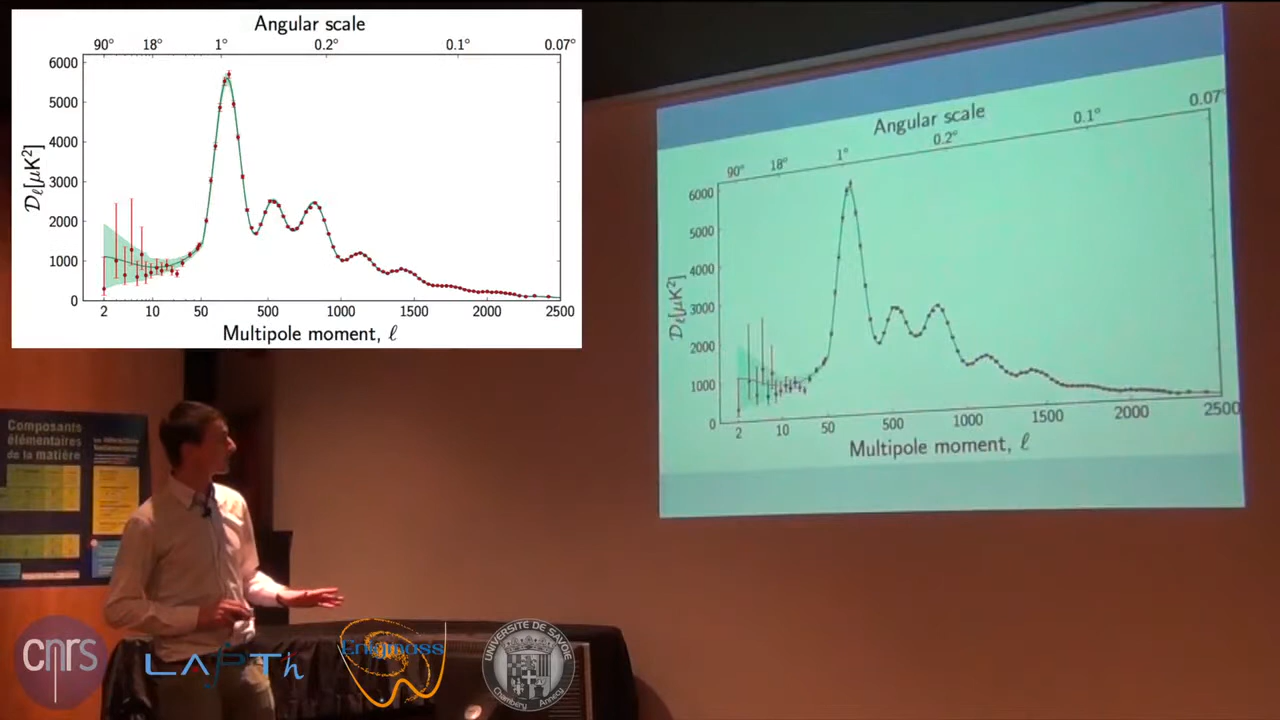 Angular scale
90° 18° 1° 0.2° 0.1° 0.07°
6000
5000
4000
3000
2000
1000
0
𝒟ℓ[μK²]
2 10 50 500 1000 1500 2000 2500
Multipole moment, ℓ
Angular scale
90° 18° 1° 0.2° 0.1° 0.07°
6000
5000
4000
3000
2000
1000
0
𝒟ℓ[μK²]
2 10 50 500 1000 1500 2000 2500
Multipole moment, ℓ
Composants
élémentaires
de la matière
cnrs
LAPTh
Enigmass
UNIVERSITÉ DE SAVOIE
Chambéry Annecy